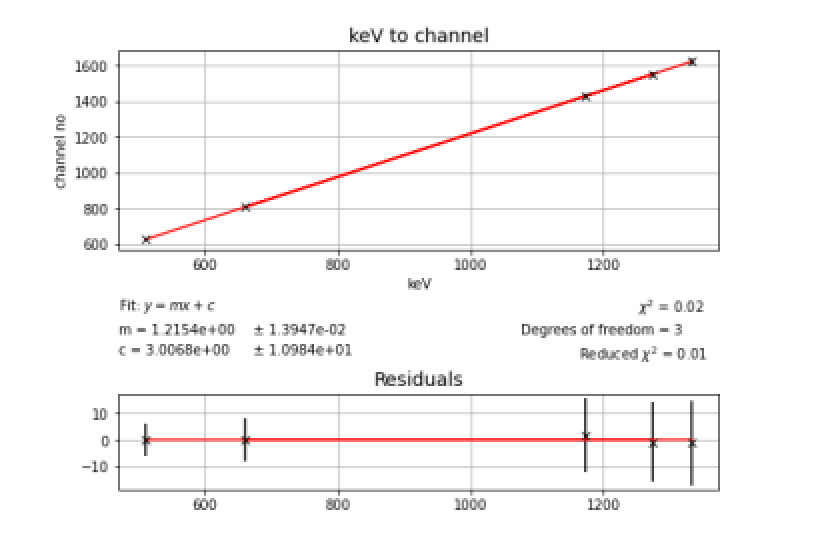 keV to channel
1600
1400
1200
1000
800
600
channel no
600 800 1000 1200
keV
Fit: y = mx + c
χ² = 0.02
m = 1.2154e+00 ± 1.3947e-02
Degrees of freedom = 3
c = 3.0068e+00 ± 1.0984e+01
Reduced χ² = 0.01
Residuals
10
0
−10
600 800 1000 1200